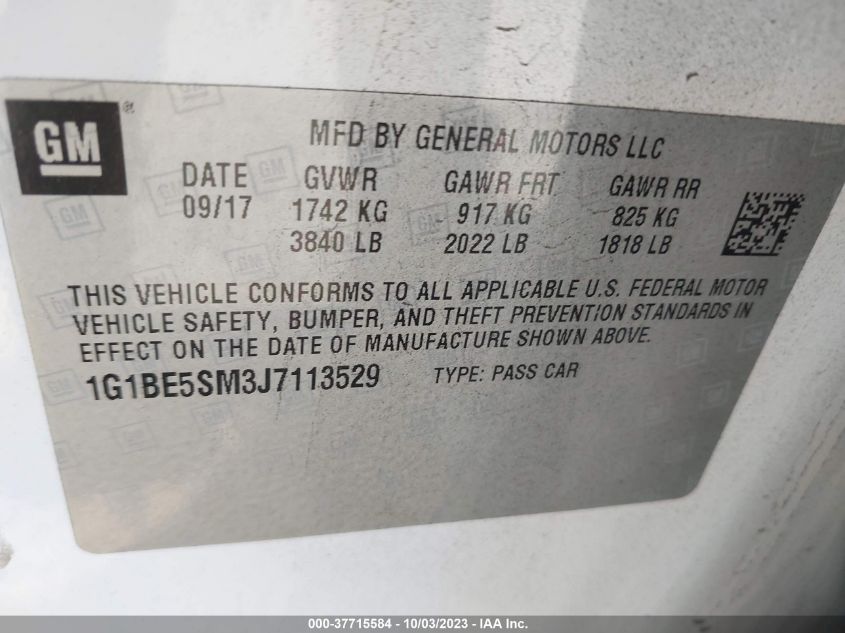 GM®
MFD BY GENERAL MOTORS LLC
DATE GVWR GAWR FRT GAWR RR
09/17 1742 KG 917 KG 825 KG
3840 LB 2022 LB 1818 LB
THIS VEHICLE CONFORMS TO ALL APPLICABLE U.S. FEDERAL MOTOR
VEHICLE SAFETY, BUMPER, AND THEFT PREVENTION STANDARDS IN
EFFECT ON THE DATE OF MANUFACTURE SHOWN ABOVE.
1G1BE5SM3J7113529 TYPE: PASS CAR
000-37715584 - 10/03/2023 - IAA Inc.